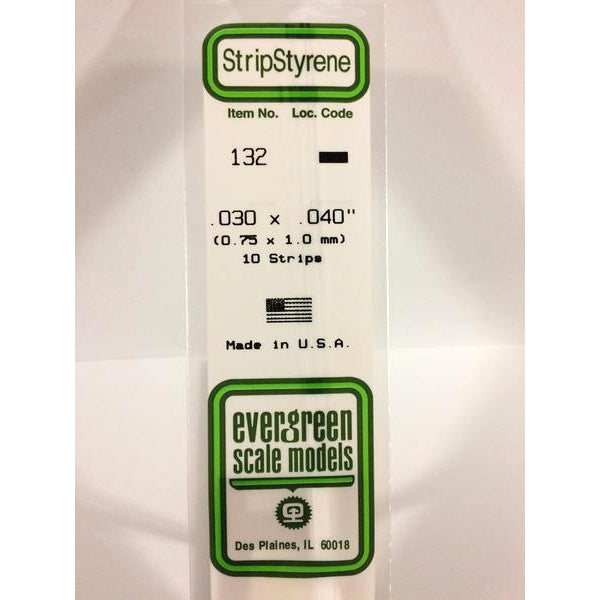 StripStyrene
Item No. Loc. Code
132
.030 x .040"
(0.75 x 1.0 mm)
10 Strips
Made in U.S.A.
evergreen
scale models
Des Plaines, IL 60018